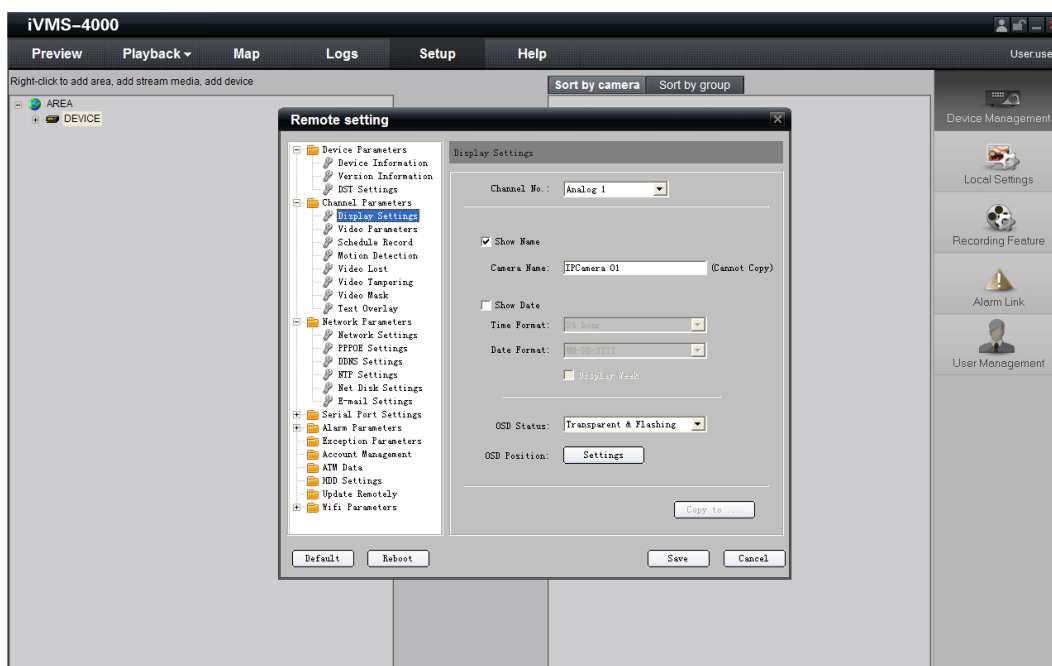 iVMS-4000
Preview Playback Map Logs Setup Help User:use
Right-click to add area, add stream media, add device
AREA
DEVICE
Sort by camera Sort by group
Device Management
Local Settings
Recording Feature
Alarm Link
User Management
Remote setting
Device Parameters
Device Information
Version Information
DST Settings
Channel Parameters
Display Settings
Video Parameters
Schedule Record
Motion Detection
Video Lost
Video Tampering
Video Mask
Text Overlay
Network Parameters
Network Settings
PPPOE Settings
DDNS Settings
NTP Settings
Net Disk Settings
E-mail Settings
Serial Port Settings
Alarm Parameters
Exception Parameters
Account Management
ATM Data
HDD Settings
Update Remotely
Wifi Parameters
Display Settings
Channel No.: Analog 1
Show Name
Camera Name: IPCamera 01 (Cannot Copy)
Show Date
Time Format: 24 hour
Date Format: MM-DD-YYYY
Display Week
OSD Status: Transparent & Flashing
OSD Position: Settings
Copy to ...
Default Reboot Save Cancel